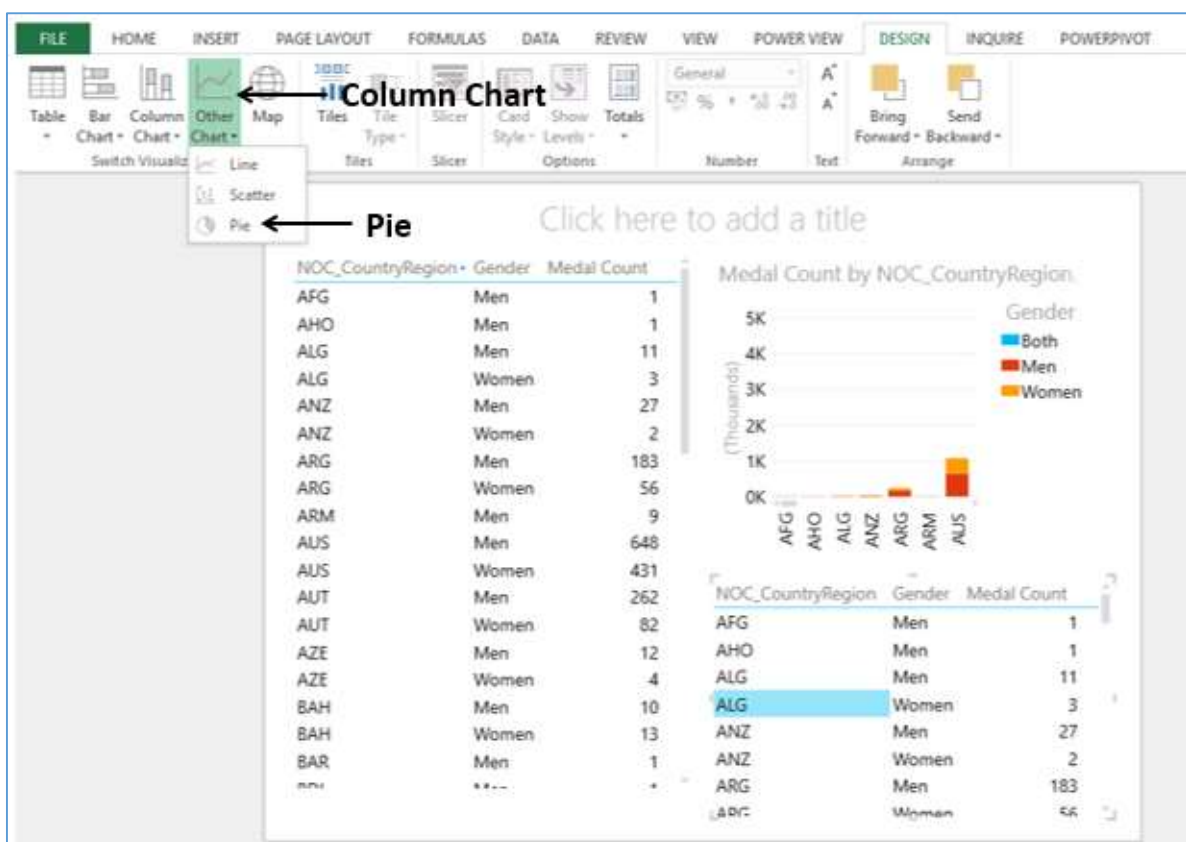 FILE HOME INSERT PAGE LAYOUT FORMULAS DATA REVIEW VIEW POWER VIEW DESIGN INQUIRE POWERPIVOT
Table Bar Chart Column Chart Other Chart Map Tiles Tile Type Slicer Card Style Show Levels Totals General % A A Bring Forward Send Backward
Column Chart
Switch Visualiz Tiles Slicer Options Number Text Arrange
Line
Scatter
Pie
Pie
Click here to add a title
NOC_CountryRegion Gender Medal Count
AFG Men 1
AHO Men 1
ALG Men 11
ALG Women 3
ANZ Men 27
ANZ Women 2
ARG Men 183
ARG Women 56
ARM Men 9
AUS Men 648
AUS Women 431
AUT Men 262
AUT Women 82
AZE Men 12
AZE Women 4
BAH Men 10
BAH Women 13
BAR Men 1
Medal Count by NOC_CountryRegion,
Gender
Both
Men
Women
(Thousands)
5K
4K
3K
2K
1K
0K
AFG AHO ALG ANZ ARG ARM AUS
NOC_CountryRegion Gender Medal Count
AFG Men 1
AHO Men 1
ALG Men 11
ALG Women 3
ANZ Men 27
ANZ Women 2
ARG Men 183
ARG Women 56